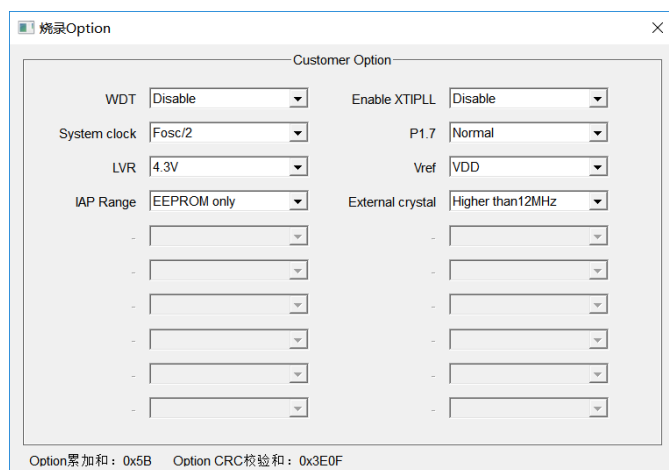 烧录Option
Customer Option
WDT Disable Enable XTIPLL Disable
System clock Fosc/2 P1.7 Normal
LVR 4.3V Vref VDD
IAP Range EEPROM only External crystal Higher than12MHz
- -
- -
- -
- -
- -
- -
Option累加和：0x5B Option CRC校验和：0x3E0F